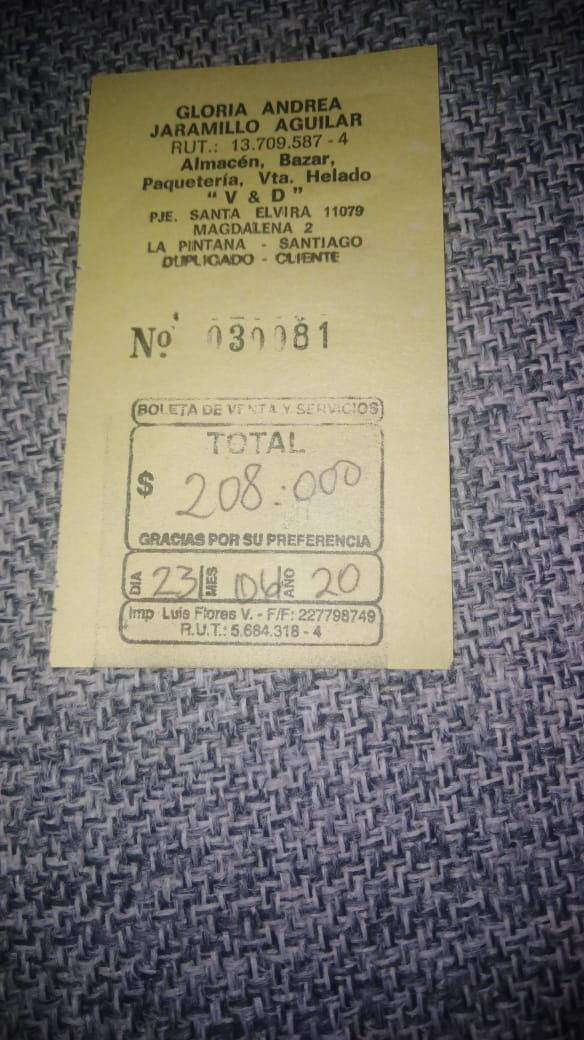 GLORIA ANDREA
JARAMILLO AGUILAR
RUT.: 13.709.587 - 4
Almacén, Bazar,
Paquetería, Vta. Helado
“ V & D ”
PJE. SANTA ELVIRA 11079
MAGDALENA 2
LA PINTANA - SANTIAGO
DUPLICADO - CLIENTE
Nº 030081
BOLETA DE VENTA Y SERVICIOS
TOTAL
$ 208.000
GRACIAS POR SU PREFERENCIA
DIA 23 MES 06 AÑO 20
Imp Luis Flores V. - F/F: 227798749
R.U.T.: 5.684.318 - 4